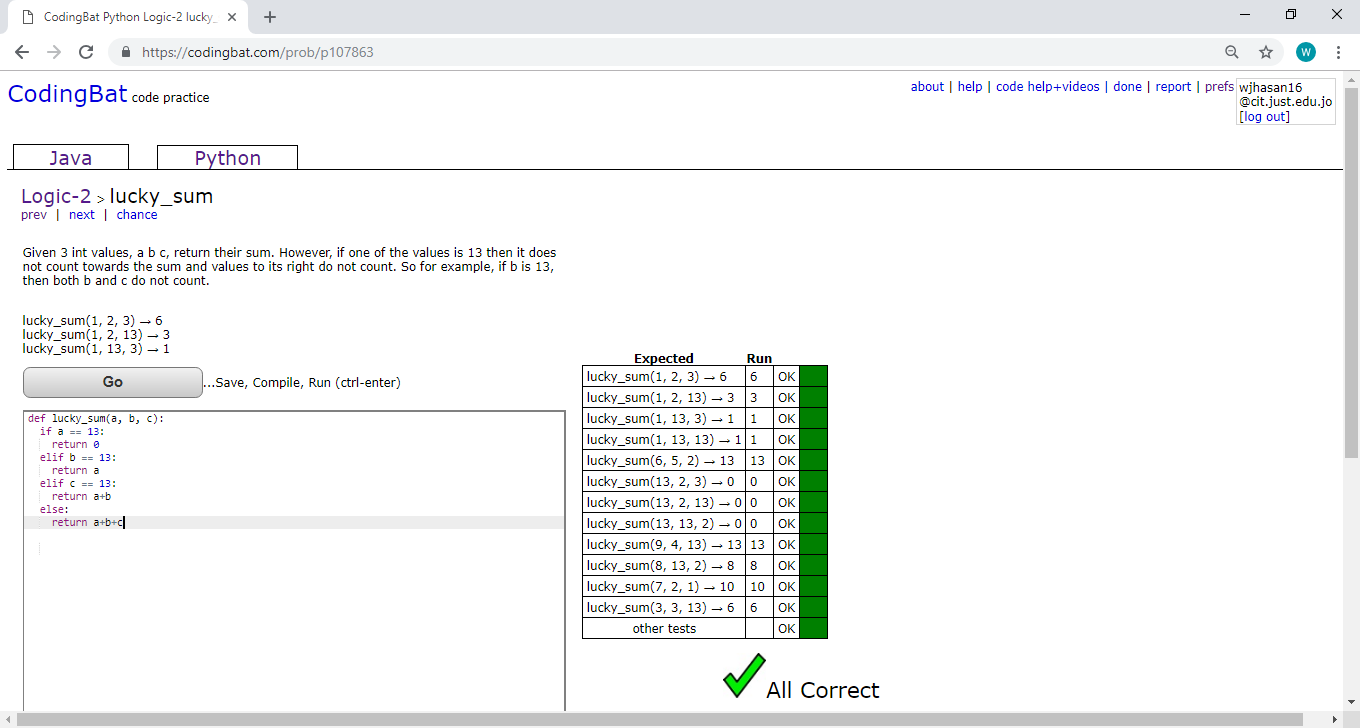 CodingBat Python Logic-2 lucky_
https://codingbat.com/prob/p107863
W
CodingBat code practice
about | help | code help+videos | done | report | prefs
wjhasan16
@cit.just.edu.jo
[log out]
Java
Python
Logic-2 > lucky_sum
prev | next | chance
Given 3 int values, a b c, return their sum. However, if one of the values is 13 then it does
not count towards the sum and values to its right do not count. So for example, if b is 13,
then both b and c do not count.
lucky_sum(1, 2, 3) → 6
lucky_sum(1, 2, 13) → 3
lucky_sum(1, 13, 3) → 1
Go
...Save, Compile, Run (ctrl-enter)
def lucky_sum(a, b, c):
if a == 13:
return 0
elif b == 13:
return a
elif c == 13:
return a+b
else:
return a+b+c
Expected Run
lucky_sum(1, 2, 3) → 6 6 OK
lucky_sum(1, 2, 13) → 3 3 OK
lucky_sum(1, 13, 3) → 1 1 OK
lucky_sum(1, 13, 13) → 1 1 OK
lucky_sum(6, 5, 2) → 13 13 OK
lucky_sum(13, 2, 3) → 0 0 OK
lucky_sum(13, 2, 13) → 0 0 OK
lucky_sum(13, 13, 2) → 0 0 OK
lucky_sum(9, 4, 13) → 13 13 OK
lucky_sum(8, 13, 2) → 8 8 OK
lucky_sum(7, 2, 1) → 10 10 OK
lucky_sum(3, 3, 13) → 6 6 OK
other tests OK
All Correct